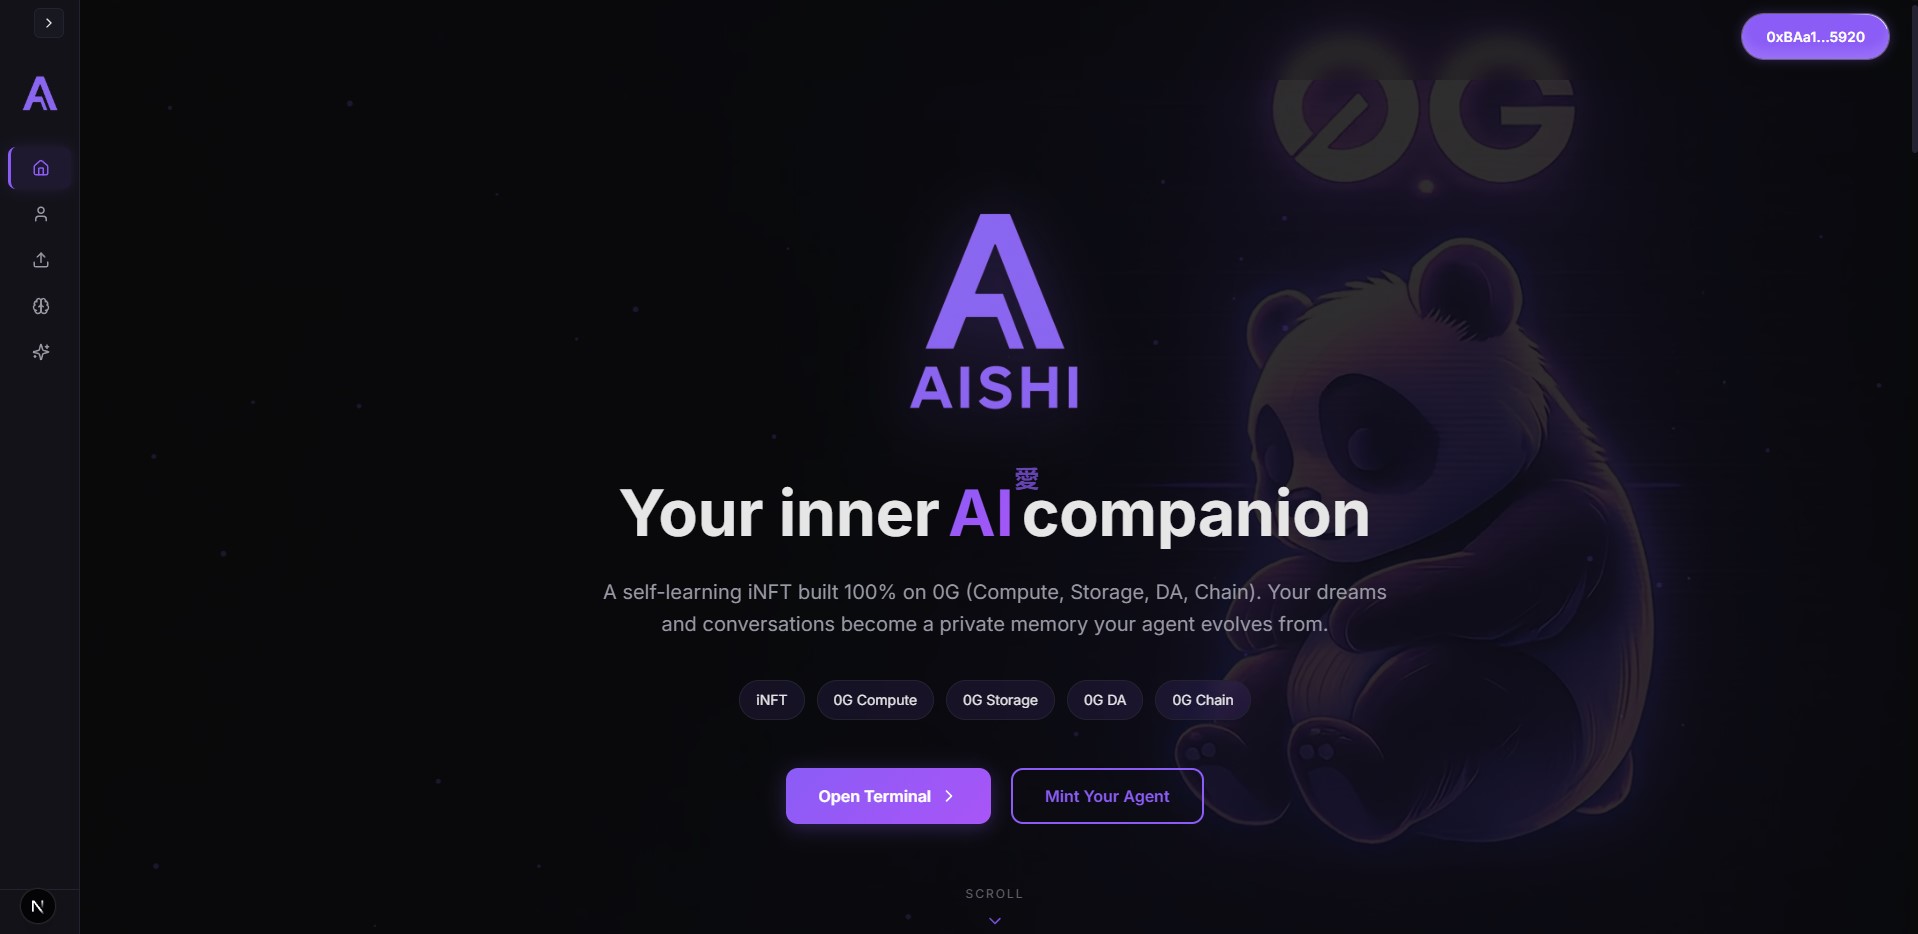 0xBAa1...5920
0G
AISHI
愛
Your inner AI companion
A self-learning iNFT built 100% on 0G (Compute, Storage, DA, Chain). Your dreams
and conversations become a private memory your agent evolves from.
iNFT
0G Compute
0G Storage
0G DA
0G Chain
Open Terminal
Mint Your Agent
SCROLL
N